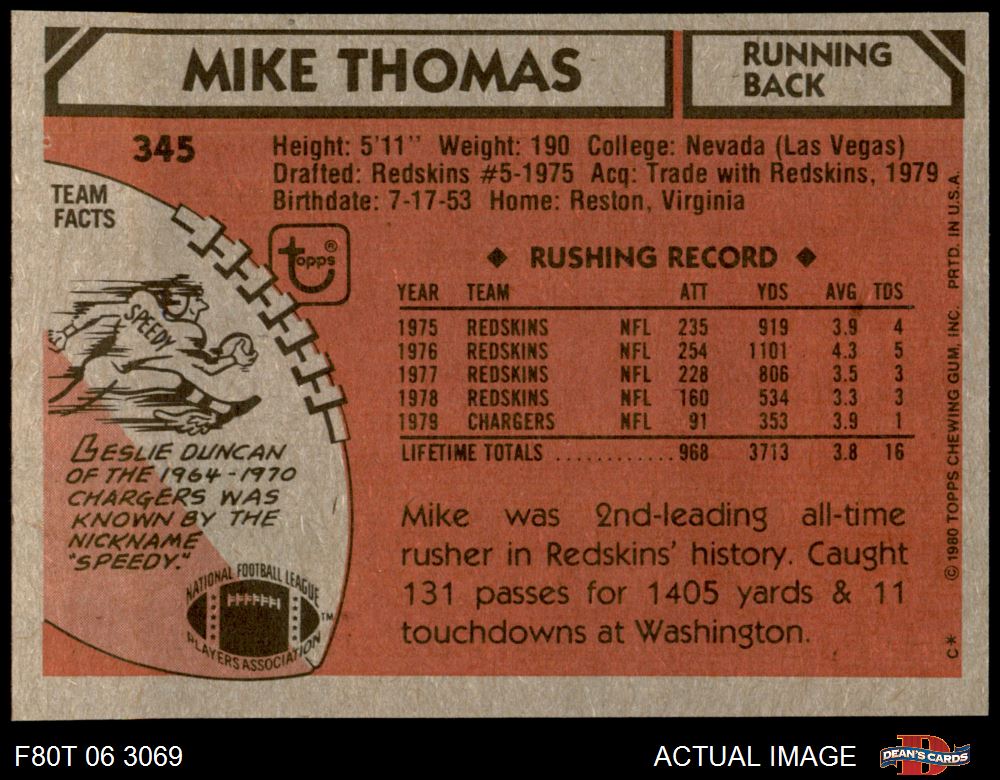 MIKE THOMAS
RUNNING
BACK
345
Height: 5'11" Weight: 190 College: Nevada (Las Vegas)
Drafted: Redskins #5-1975 Acq: Trade with Redskins, 1979
Birthdate: 7-17-53 Home: Reston, Virginia
TEAM
FACTS
topps®
SPEEDY
LESLIE DUNCAN
OF THE 1964-1970
CHARGERS WAS
KNOWN BY THE
NICKNAME
"SPEEDY."
NATIONAL FOOTBALL LEAGUE
PLAYERS ASSOCIATION
TM
◆ RUSHING RECORD ◆
YEAR TEAM ATT YDS AVG TDS
1975 REDSKINS NFL 235 919 3.9 4
1976 REDSKINS NFL 254 1101 4.3 5
1977 REDSKINS NFL 228 806 3.5 3
1978 REDSKINS NFL 160 534 3.3 3
1979 CHARGERS NFL 91 353 3.9 1
LIFETIME TOTALS ............ 968 3713 3.8 16
Mike was 2nd-leading all-time
rusher in Redskins' history. Caught
131 passes for 1405 yards & 11
touchdowns at Washington.
C* ©1980 TOPPS CHEWING GUM, INC. PRTD. IN U.S.A.
F80T 06 3069
ACTUAL IMAGE
D
DEAN'S CARDS